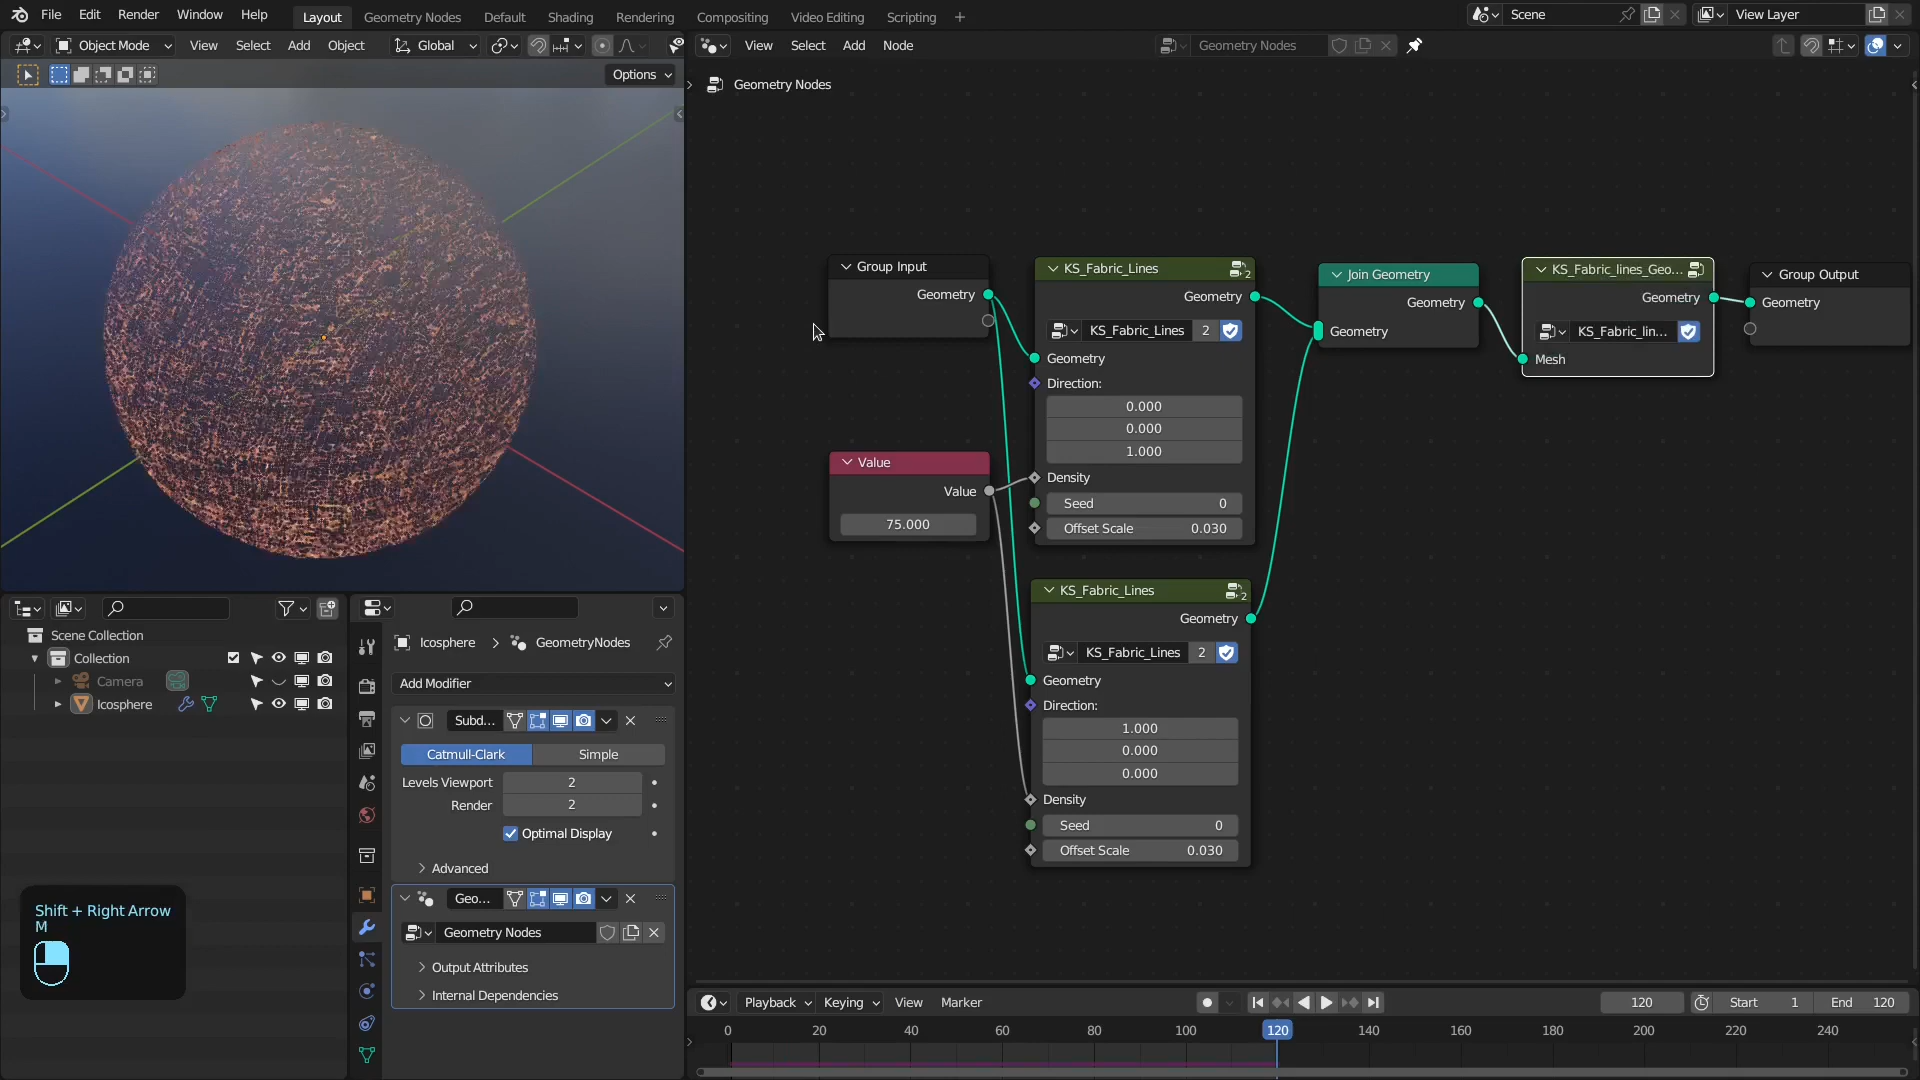 File Edit Render Window Help Layout Geometry Nodes Default Shading Rendering Compositing Video Editing Scripting + Scene View Layer
Object Mode View Select Add Object Global View Select Add Node Geometry Nodes
Options
Geometry Nodes
Group Input
Geometry
KS_Fabric_Lines
2
Geometry
KS_Fabric_Lines 2
Geometry
Direction:
0.000
0.000
1.000
Density
Seed 0
Offset Scale 0.030
Join Geometry
Geometry
Geometry
KS_Fabric_lines_Geo...
Geometry
KS_Fabric_lin...
Mesh
Group Output
Geometry
Value
Value
75.000
KS_Fabric_Lines
2
Geometry
KS_Fabric_Lines 2
Geometry
Direction:
1.000
0.000
0.000
Density
Seed 0
Offset Scale 0.030
Scene Collection
Collection
Camera
Icosphere
Icosphere > GeometryNodes
Add Modifier
Subd...
Catmull-Clark Simple
Levels Viewport 2
Render 2
Optimal Display
Advanced
Geo...
Geometry Nodes
Output Attributes
Internal Dependencies
Shift + Right Arrow
M
Playback Keying View Marker 120 Start 1 End 120
0 20 40 60 80 100 120 140 160 180 200 220 240